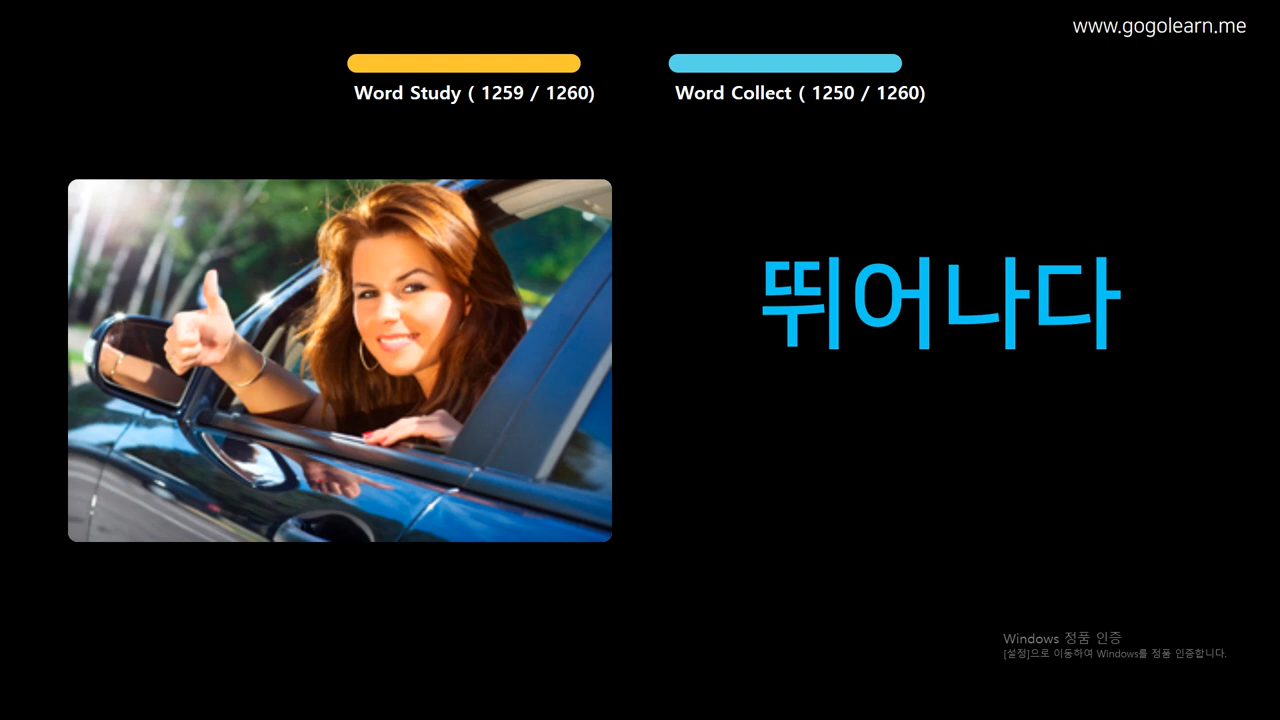 www.gogolearn.me
Word Study ( 1259 / 1260)
Word Collect ( 1250 / 1260)
뛰어나다
Windows 정품 인증
[설정]으로 이동하여 Windows를 정품 인증합니다.